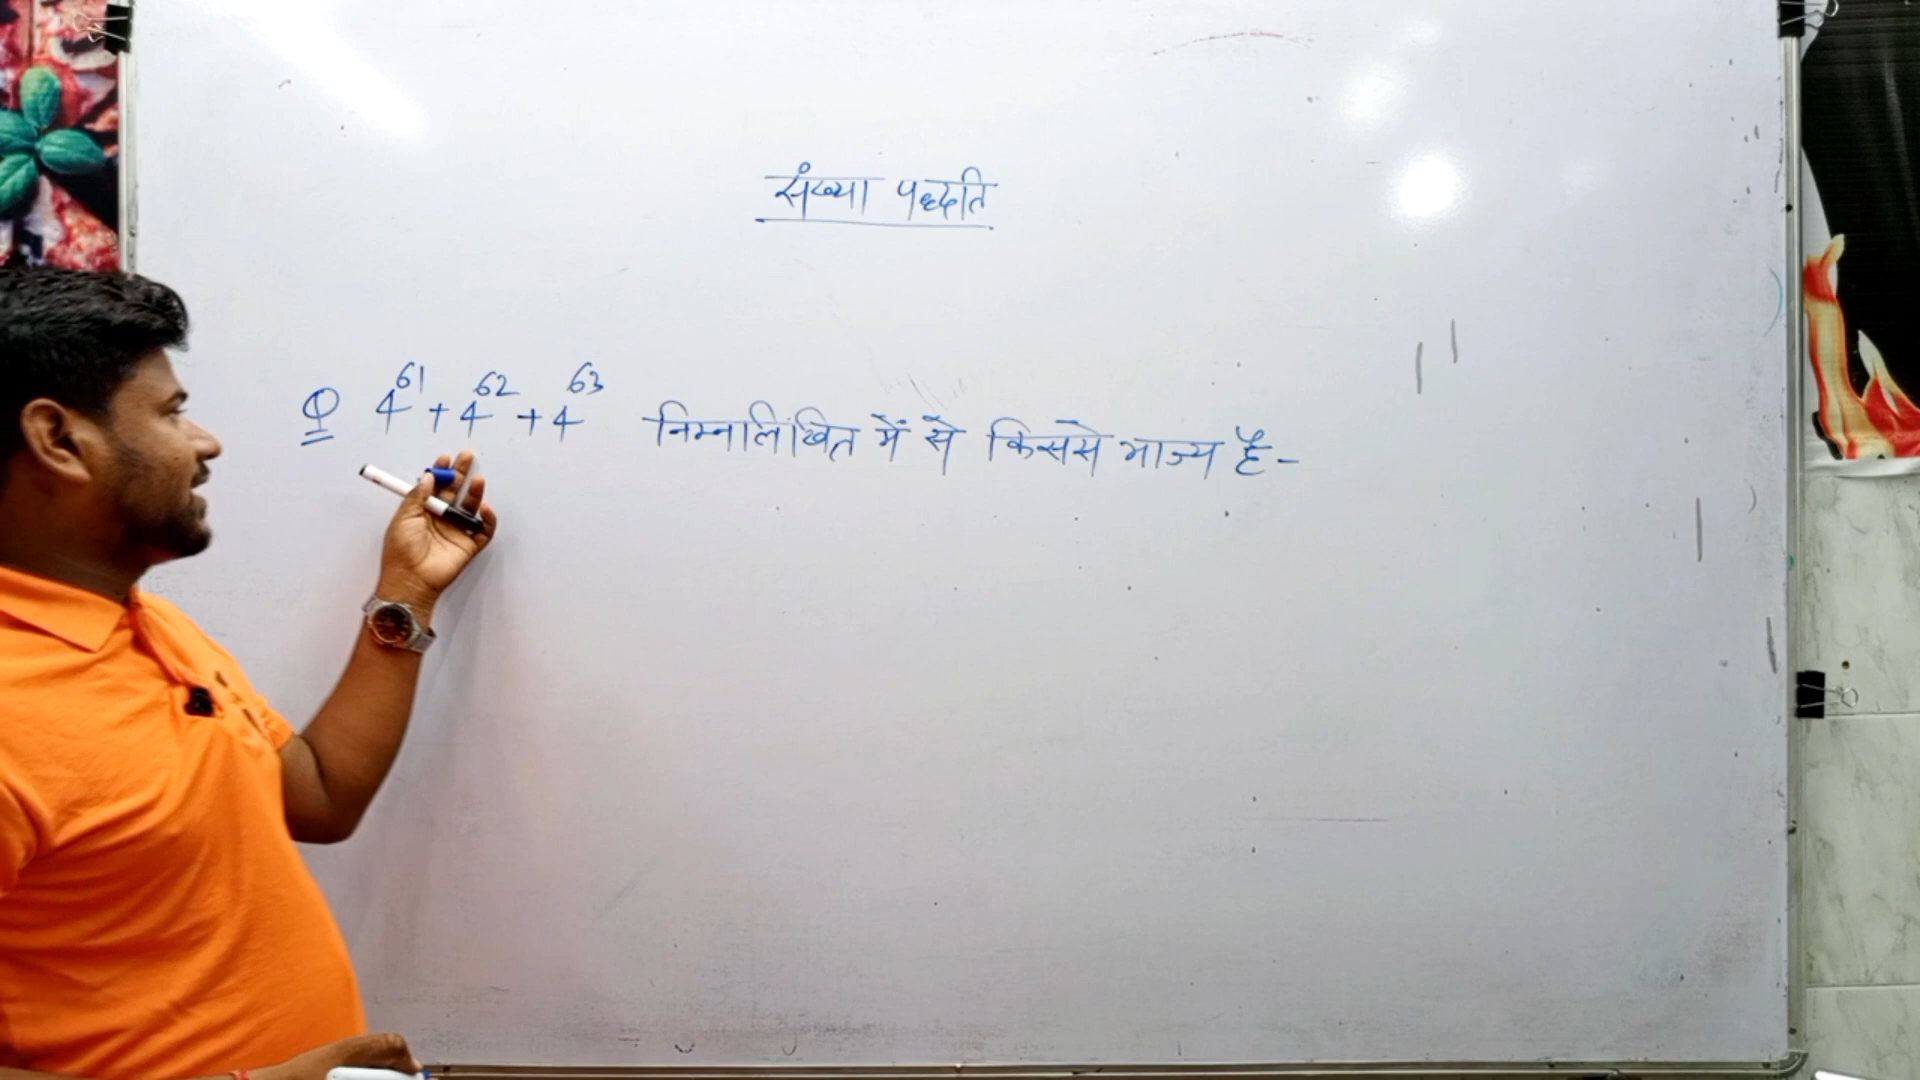 संख्या पद्धति
Q 4^61 + 4^62 + 4^63 निम्नलिखित में से किससे भाज्य है-